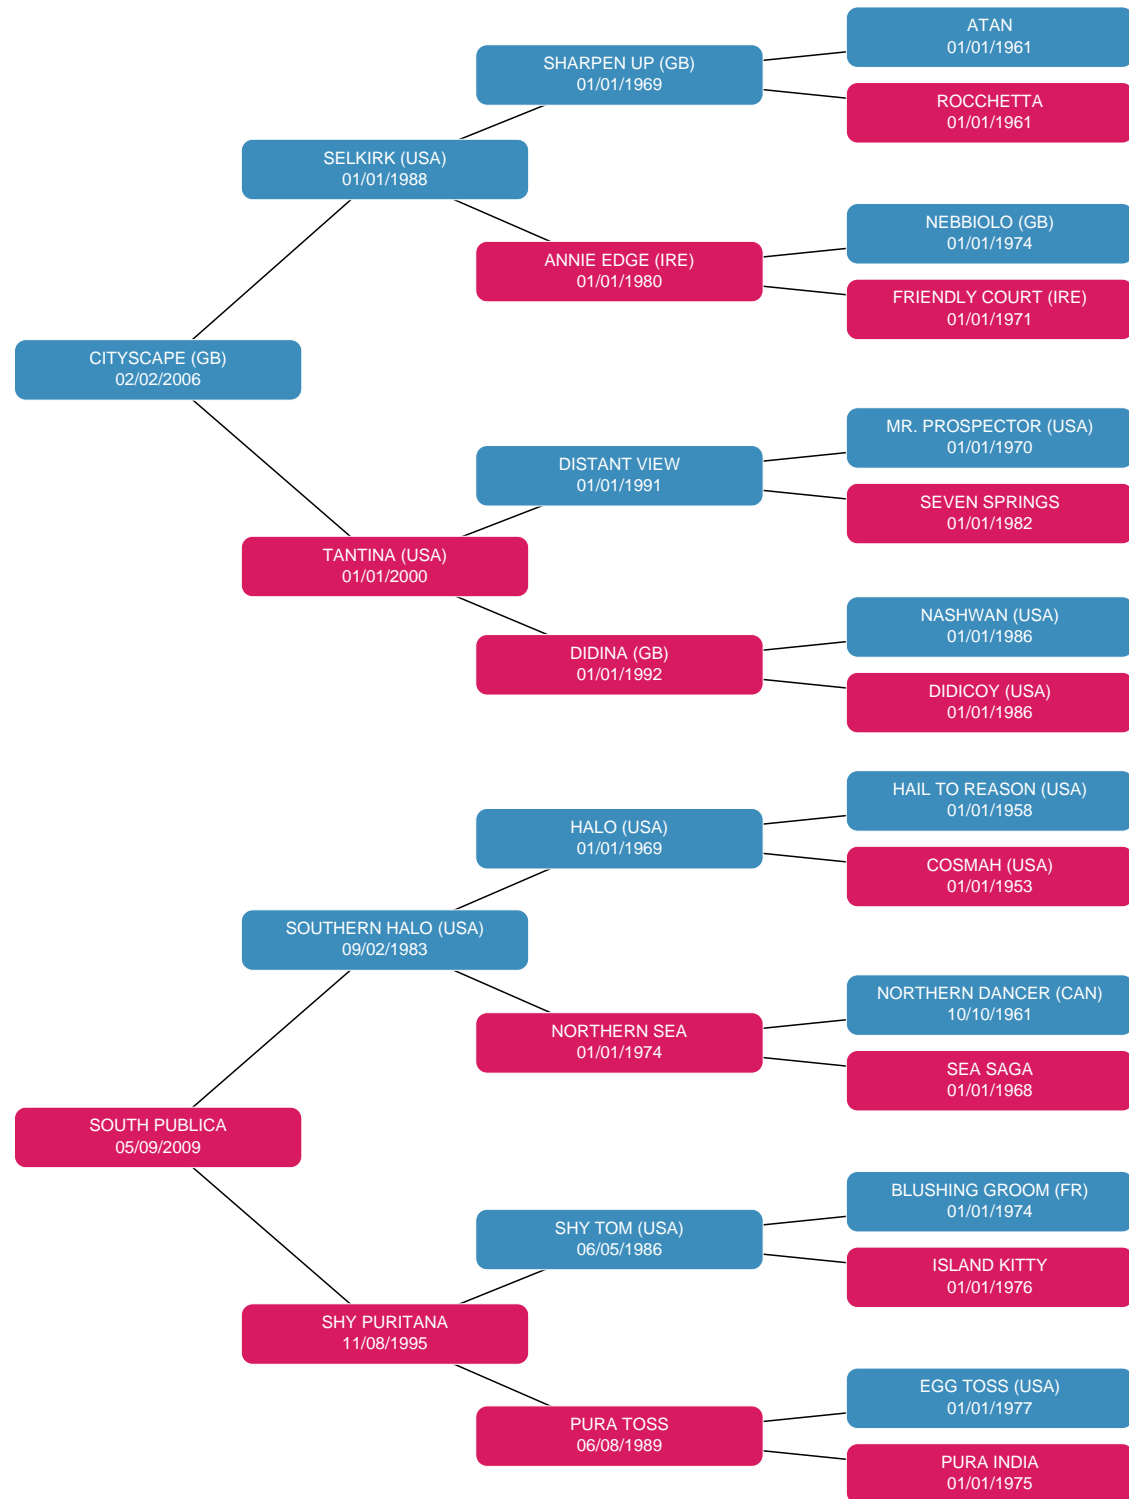 ATAN
01/01/1961
SHARPEN UP (GB)
01/01/1969
ROCCHETTA
01/01/1961
SELKIRK (USA)
01/01/1988
NEBBIOLO (GB)
01/01/1974
ANNIE EDGE (IRE)
01/01/1980
FRIENDLY COURT (IRE)
01/01/1971
CITYSCAPE (GB)
02/02/2006
MR. PROSPECTOR (USA)
01/01/1970
DISTANT VIEW
01/01/1991
SEVEN SPRINGS
01/01/1982
TANTINA (USA)
01/01/2000
NASHWAN (USA)
01/01/1986
DIDINA (GB)
01/01/1992
DIDICOY (USA)
01/01/1986
HAIL TO REASON (USA)
01/01/1958
HALO (USA)
01/01/1969
COSMAH (USA)
01/01/1953
SOUTHERN HALO (USA)
09/02/1983
NORTHERN DANCER (CAN)
10/10/1961
NORTHERN SEA
01/01/1974
SEA SAGA
01/01/1968
SOUTH PUBLICA
05/09/2009
BLUSHING GROOM (FR)
01/01/1974
SHY TOM (USA)
06/05/1986
ISLAND KITTY
01/01/1976
SHY PURITANA
11/08/1995
EGG TOSS (USA)
01/01/1977
PURA TOSS
06/08/1989
PURA INDIA
01/01/1975